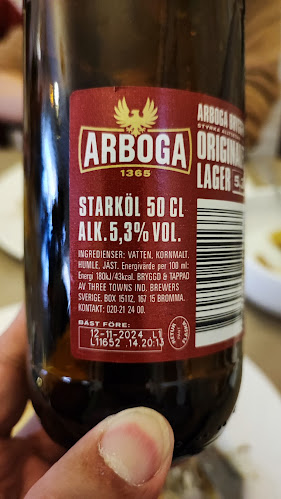 ARBOGA
1365
STARKÖL 50 CL
ALK.5,3% VOL.
INGREDIENSER: VATTEN, KORNMALT,
HUMLE, JÄST. Energivärde per 100 ml:
Energi 180kJ/43kcal. BRYGGD & TAPPAD
AV THREE TOWNS IND. BREWERS
SVERIGE. BOX 15112, 167 15 BROMMA.
KONTAKT: 020-21 24 00.
BÄST FÖRE:
12-11-2024 L1
L11652 14:20:13
ARBOGA
ORIGINAL
LAGER